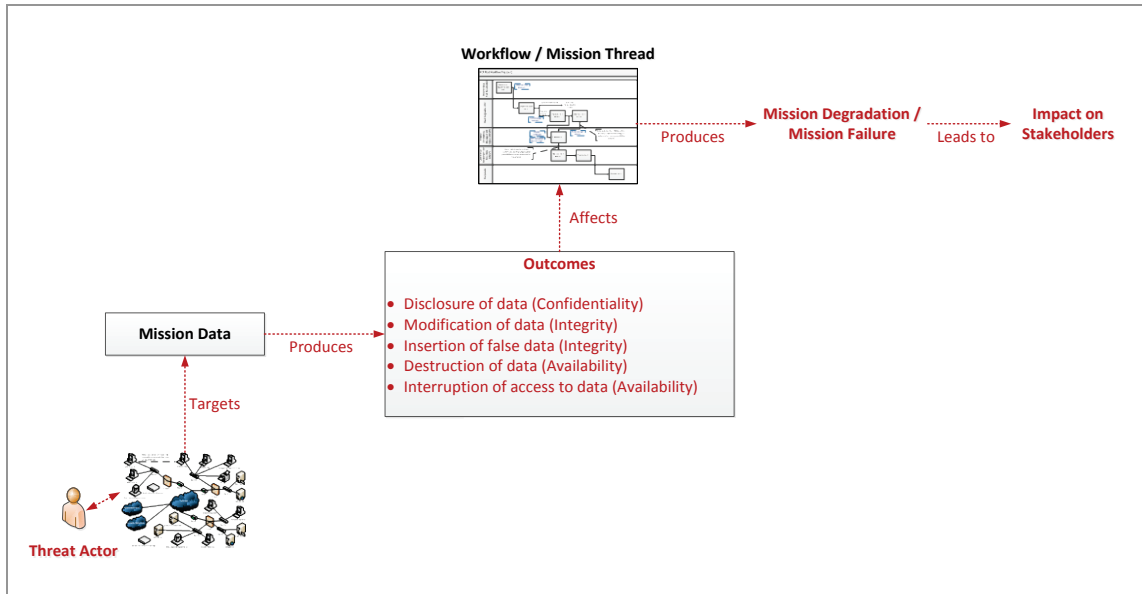 Workflow / Mission Thread
Produces
Mission Degradation /
Mission Failure
Leads to
Impact on
Stakeholders
Affects
Outcomes
• Disclosure of data (Confidentiality)
• Modification of data (Integrity)
• Insertion of false data (Integrity)
• Destruction of data (Availability)
• Interruption of access to data (Availability)
Mission Data
Produces
Targets
Threat Actor